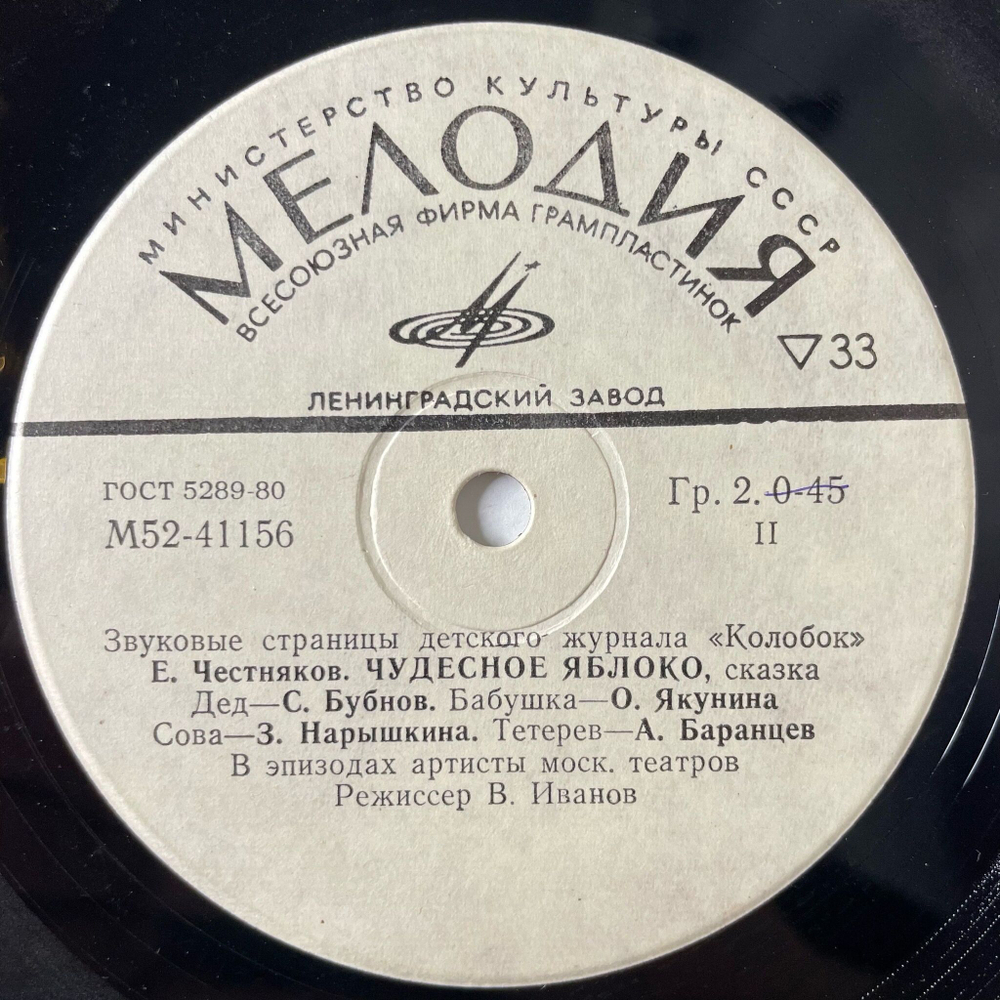 МИНИСТЕРСТВО КУЛЬТУРЫ СССР
МЕЛОДИЯ
ВСЕСОЮЗНАЯ ФИРМА ГРАМПЛАСТИНОК
▽33
ЛЕНИНГРАДСКИЙ ЗАВОД
ГОСТ 5289-80
Гр. 2. 0-45
М52-41156
II
Звуковые страницы детского журнала «Колобок»
Е. Честняков. ЧУДЕСНОЕ ЯБЛОКО, сказка
Дед—С. Бубнов. Бабушка—О. Якунина
Сова—З. Нарышкина. Тетерев—А. Баранцев
В эпизодах артисты моск. театров
Режиссер В. Иванов